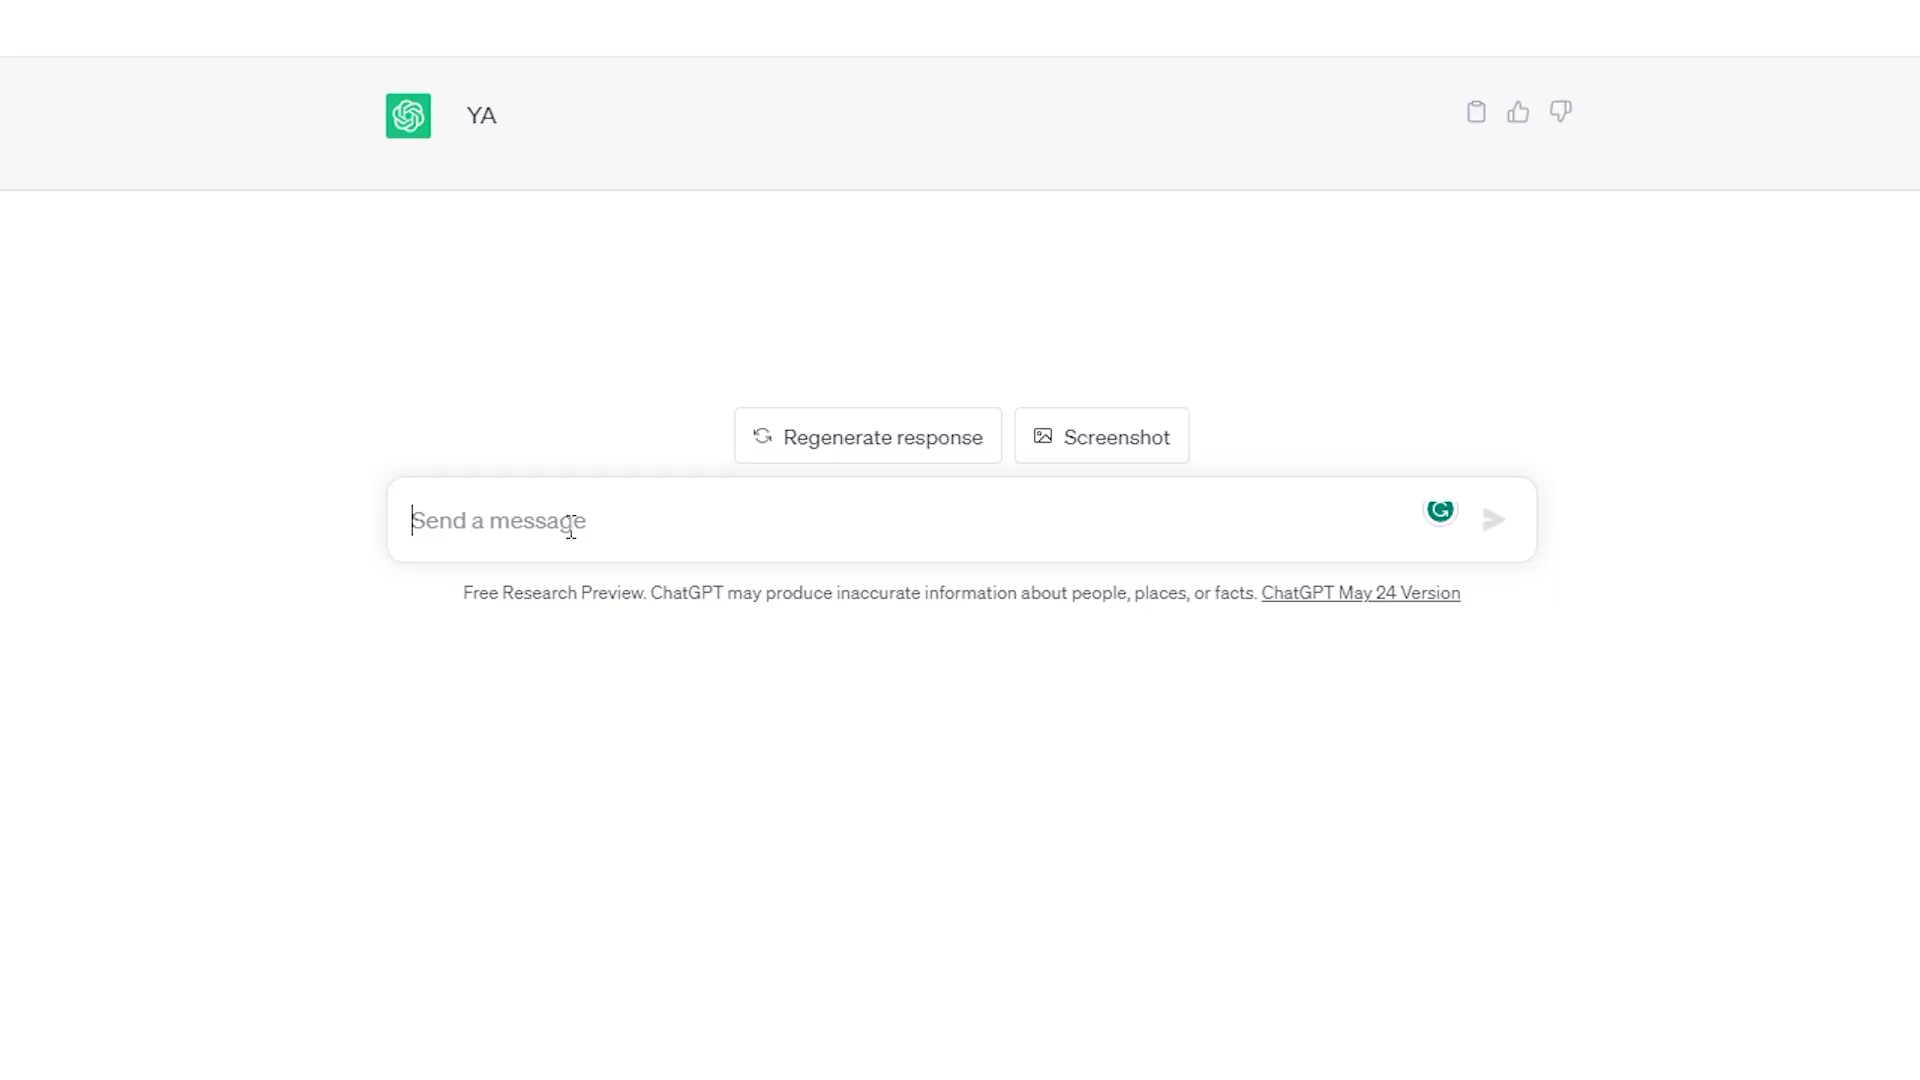 YA
Regenerate response
Screenshot
Send a message
Free Research Preview. ChatGPT may produce inaccurate information about people, places, or facts. ChatGPT May 24 Version